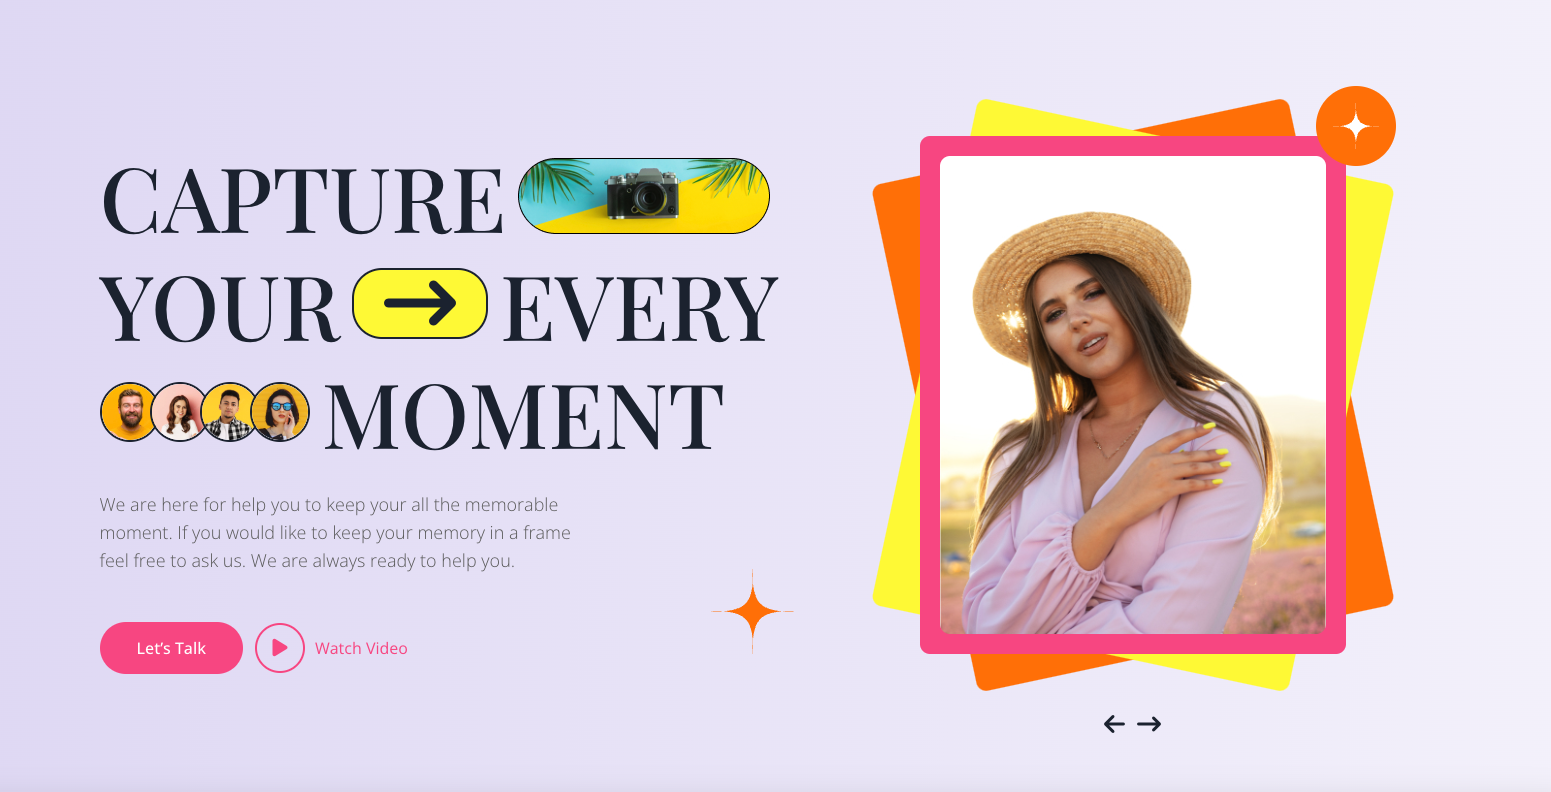 CAPTURE
YOUR EVERY
MOMENT
We are here for help you to keep your all the memorable
moment. If you would like to keep your memory in a frame
feel free to ask us. We are always ready to help you.
Let's Talk
Watch Video